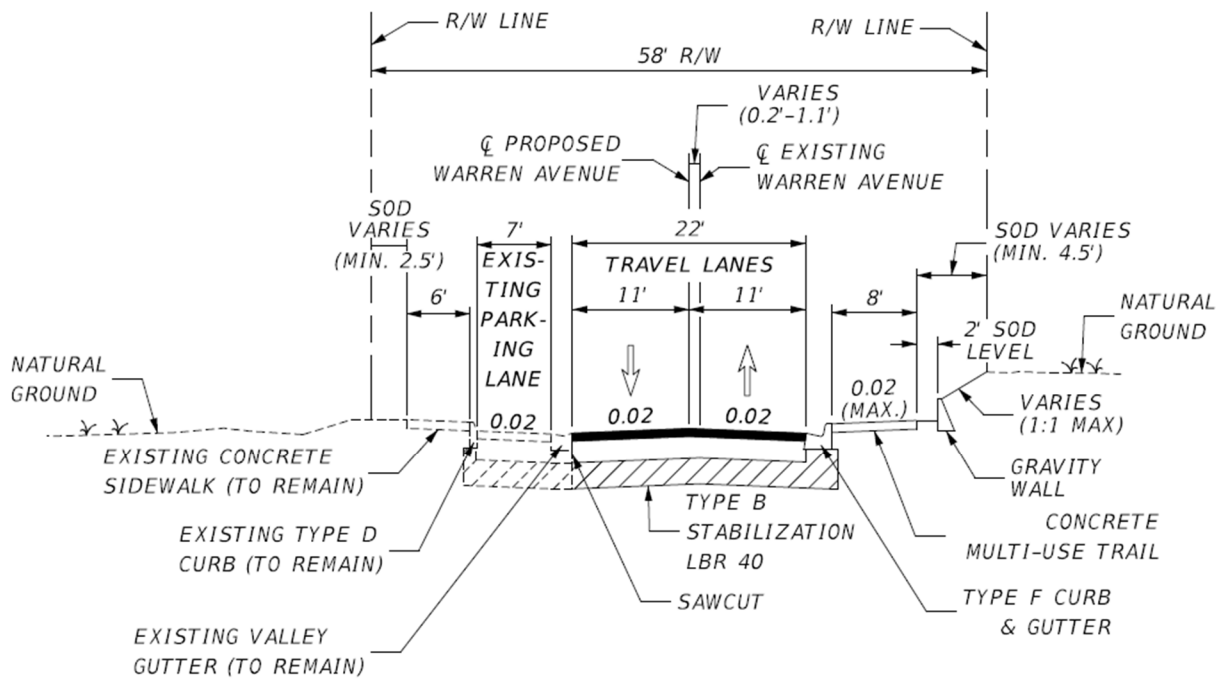 R/W LINE
R/W LINE
58' R/W
VARIES
(0.2'-1.1')
℄ PROPOSED
WARREN AVENUE
℄ EXISTING
WARREN AVENUE
SOD
VARIES
(MIN. 2.5')
7'
22'
SOD VARIES
(MIN. 4.5')
EXIS-
TING
PARK-
ING
LANE
TRAVEL LANES
6'
11'
11'
8'
NATURAL
GROUND
2' SOD
LEVEL
NATURAL
GROUND
0.02
0.02
0.02
0.02
(MAX.)
VARIES
(1:1 MAX)
EXISTING CONCRETE
SIDEWALK (TO REMAIN)
GRAVITY
WALL
EXISTING TYPE D
CURB (TO REMAIN)
TYPE B
STABILIZATION
LBR 40
CONCRETE
MULTI-USE TRAIL
SAWCUT
TYPE F CURB
& GUTTER
EXISTING VALLEY
GUTTER (TO REMAIN)